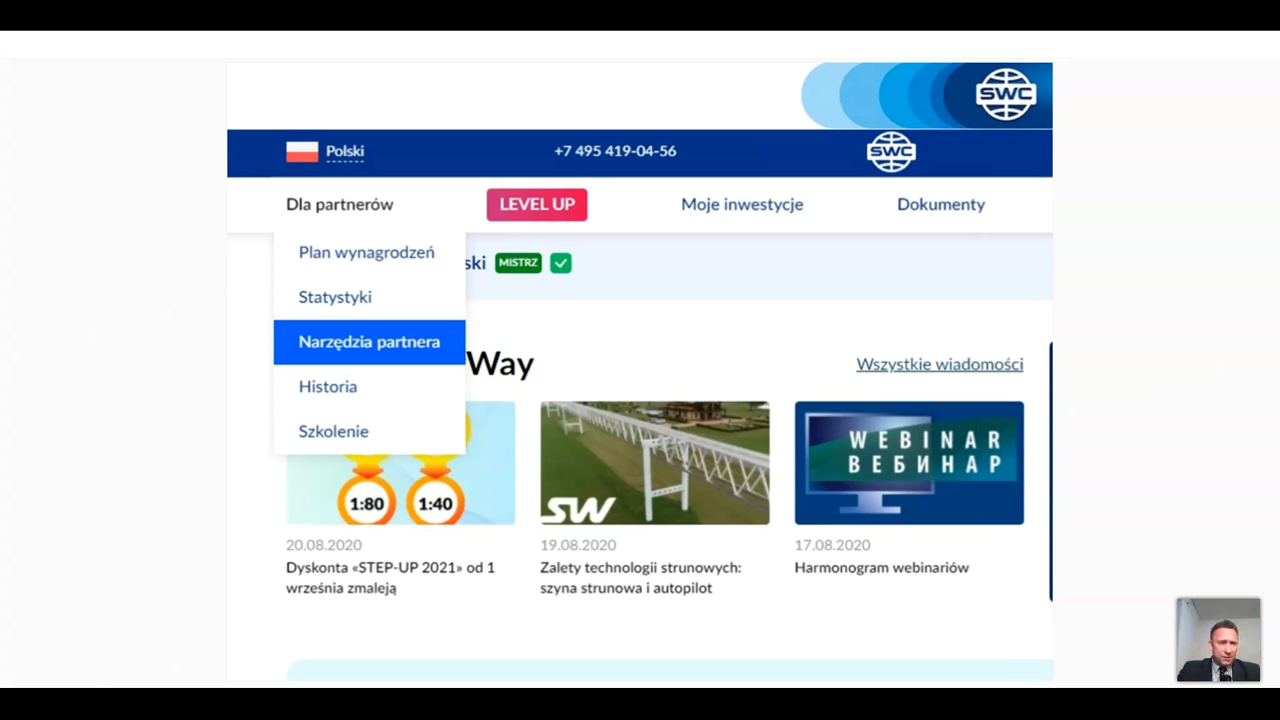 SWC
Polski
+7 495 419-04-56
SWC
Dla partnerów
LEVEL UP
Moje inwestycje
Dokumenty
Plan wynagrodzeń
ski MISTRZ
Statystyki
Narzędzia partnera
Way
Wszystkie wiadomości
Historia
Szkolenie
1:80
1:40
SW
WEBINAR
ВЕБИНАР
20.08.2020
Dyskonta «STEP-UP 2021» od 1
września zmaleją
19.08.2020
Zalety technologii strunowych:
szyna strunowa i autopilot
17.08.2020
Harmonogram webinariów